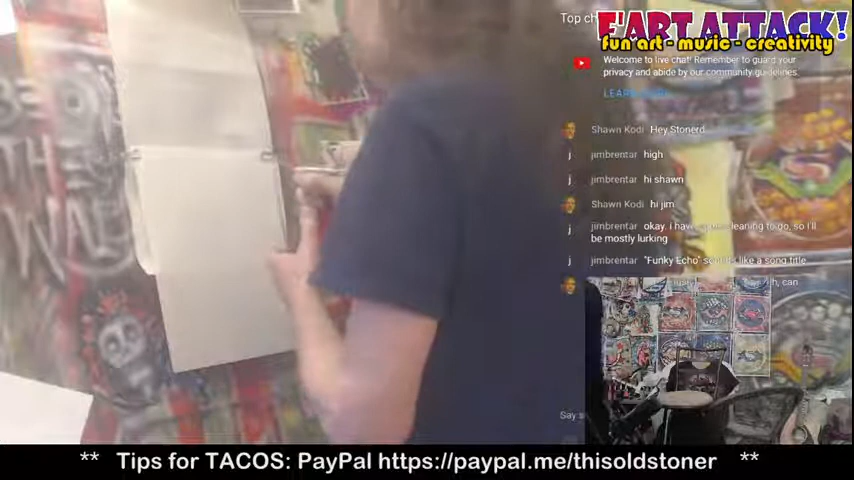 Top ch
F'ART ATTACK!
fun art - music - creativity
Welcome to live chat! Remember to guard your
privacy and abide by our community guidelines.
LEARN
Shawn Kodi Hey Stonerd
jimbrentar high
jimbrentar hi shawn
Shawn Kodi hi jim
jimbrentar okay. i have leaning to go, so I'll
be mostly lurking
jimbrentar "Funky Echo" sounds like a song title
can
Say
** Tips for TACOS: PayPal https://paypal.me/thisoldstoner **